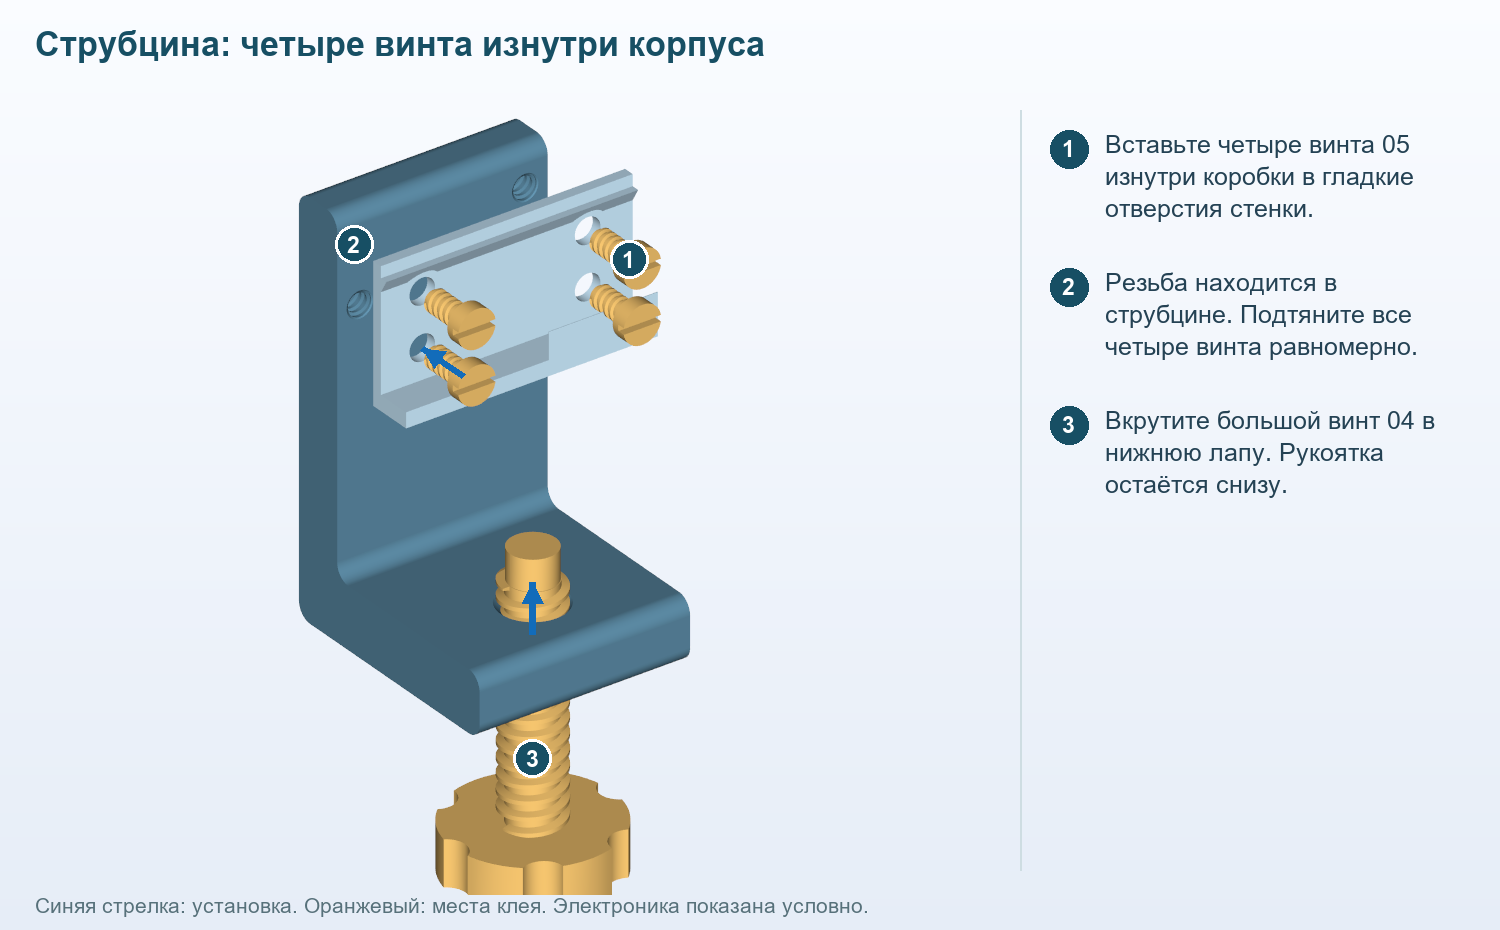 Струбцина: четыре винта изнутри корпуса
2
1
3
1 Вставьте четыре винта 05
изнутри коробки в гладкие
отверстия стенки.
2 Резьба находится в
струбцине. Подтяните все
четыре винта равномерно.
3 Вкрутите большой винт 04 в
нижнюю лапу. Рукоятка
остаётся снизу.
Синяя стрелка: установка. Оранжевый: места клея. Электроника показана условно.